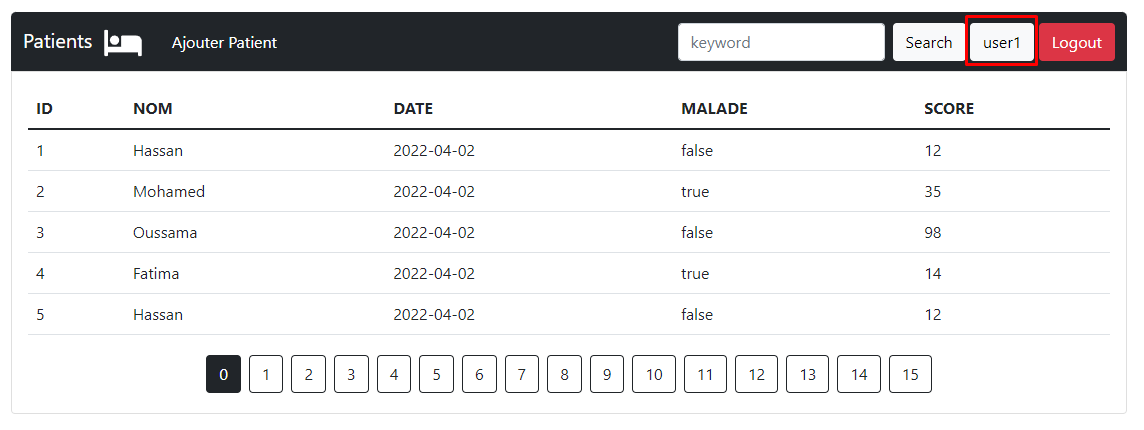 Patients Ajouter Patient keyword Search user1 Logout
ID NOM DATE MALADE SCORE
1 Hassan 2022-04-02 false 12
2 Mohamed 2022-04-02 true 35
3 Oussama 2022-04-02 false 98
4 Fatima 2022-04-02 true 14
5 Hassan 2022-04-02 false 12
0 1 2 3 4 5 6 7 8 9 10 11 12 13 14 15